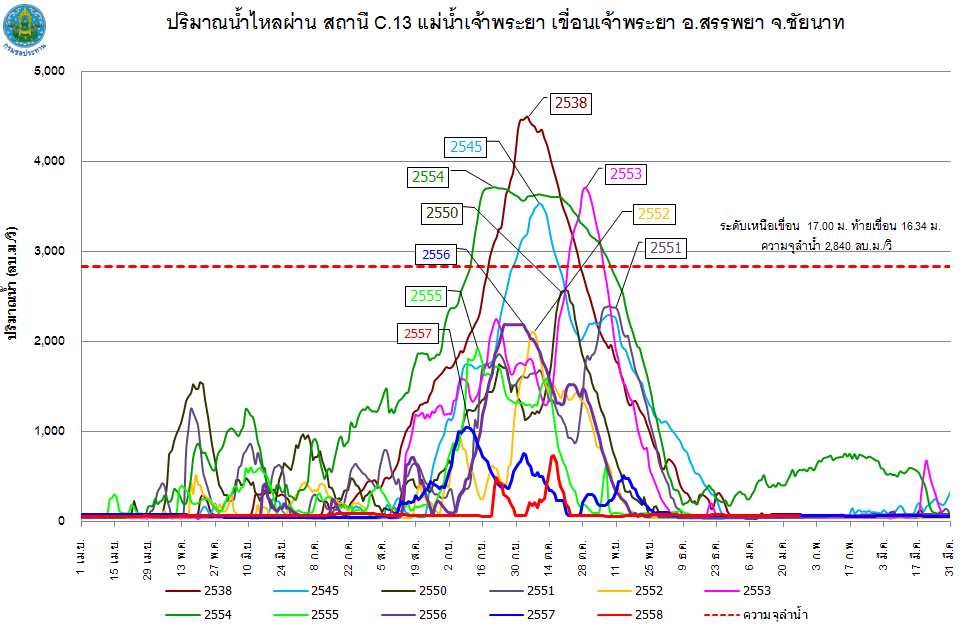 กรมชลประทาน
ปริมาณน้ำไหลผ่าน สถานี C.13 แม่น้ำเจ้าพระยา เขื่อนเจ้าพระยา อ.สรรพยา จ.ชัยนาท
5,000
4,000
3,000
2,000
1,000
0
ปริมาณน้ำ (ลบ.ม./วิ)
2538
2545
2554
2553
2550
2552
2556
2551
2555
2557
ระดับเหนือเขื่อน 17.00 ม. ท้ายเขื่อน 16.34 ม.
ความจุลำน้ำ 2,840 ลบ.ม./วิ
1 เม.ย.
15 เม.ย.
29 เม.ย.
13 พ.ค.
27 พ.ค.
10 มิ.ย.
24 มิ.ย.
8 ก.ค.
22 ก.ค.
5 ส.ค.
19 ส.ค.
2 ก.ย.
16 ก.ย.
30 ก.ย.
14 ต.ค.
28 ต.ค.
11 พ.ย.
25 พ.ย.
9 ธ.ค.
23 ธ.ค.
6 ม.ค.
20 ม.ค.
3 ก.พ.
17 ก.พ.
3 มี.ค.
17 มี.ค.
31 มี.ค.
2538 2545 2550 2551 2552 2553
2554 2555 2556 2557 2558 ความจุลำน้ำ